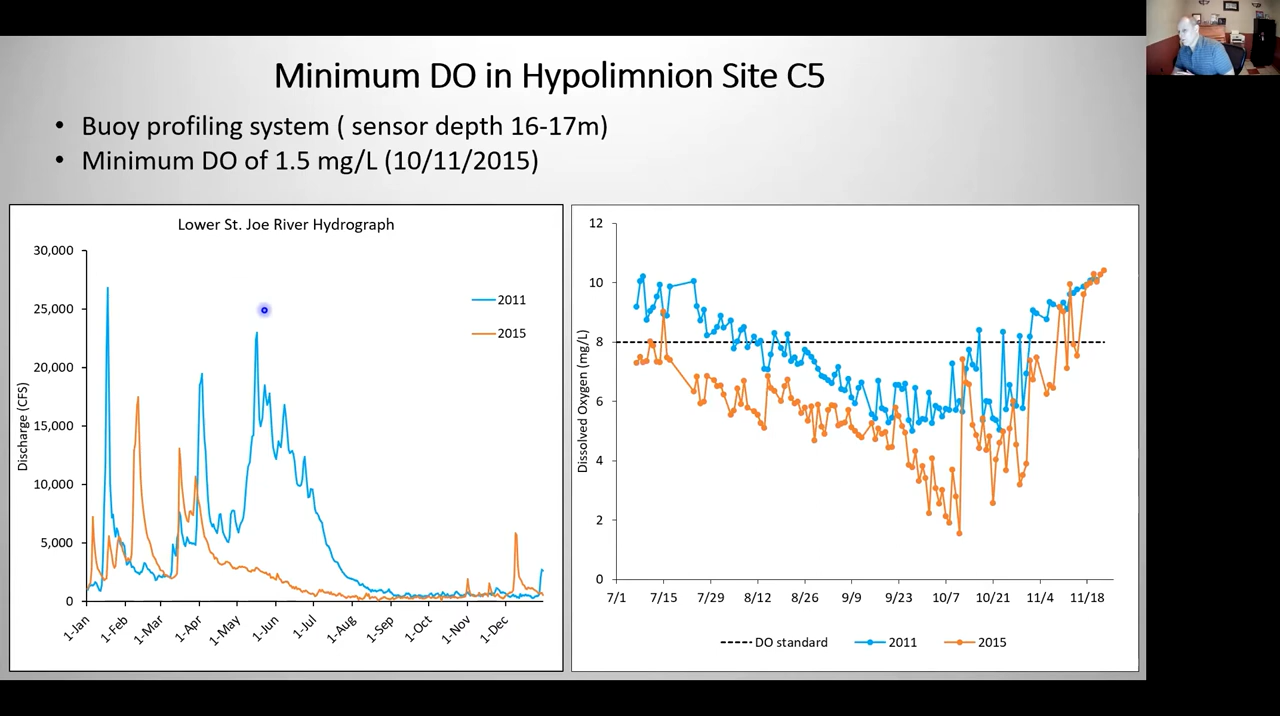 Minimum DO in Hypolimnion Site C5
• Buoy profiling system ( sensor depth 16-17m)
• Minimum DO of 1.5 mg/L (10/11/2015)
Lower St. Joe River Hydrograph
Discharge (CFS)
30,000
25,000
20,000
15,000
10,000
5,000
0
1-Jan 1-Feb 1-Mar 1-Apr 1-May 1-Jun 1-Jul 1-Aug 1-Sep 1-Oct 1-Nov 1-Dec
2011
2015
Dissolved Oxygen (mg/L)
12
10
8
6
4
2
0
7/1 7/15 7/29 8/12 8/26 9/9 9/23 10/7 10/21 11/4 11/18
DO standard 2011 2015